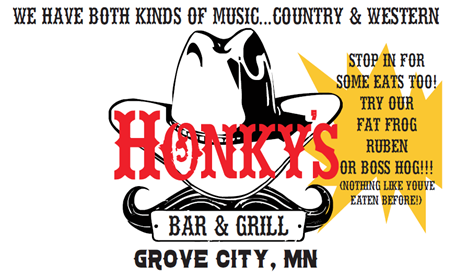 WE HAVE BOTH KINDS OF MUSIC...COUNTRY & WESTERN
STOP IN FOR
SOME EATS TOO!
TRY OUR
FAT FROG
RUBEN
OR BOSS HOG!!!
(NOTHING LIKE YOUVE
EATEN BEFORE!)
HONKY'S
BAR & GRILL
GROVE CITY, MN